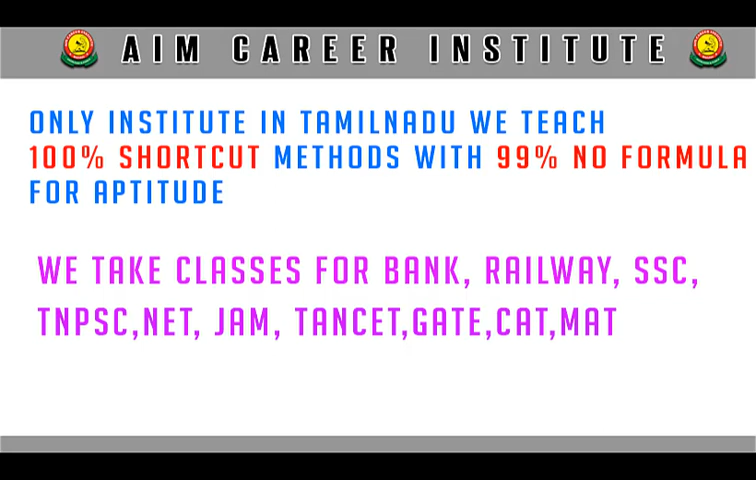 AIM CAREER INSTITUTE
ONLY INSTITUTE IN TAMILNADU WE TEACH
100% SHORTCUT METHODS WITH 99% NO FORMULA
FOR APTITUDE
WE TAKE CLASSES FOR BANK, RAILWAY, SSC,
TNPSC,NET, JAM, TANCET,GATE,CAT,MAT